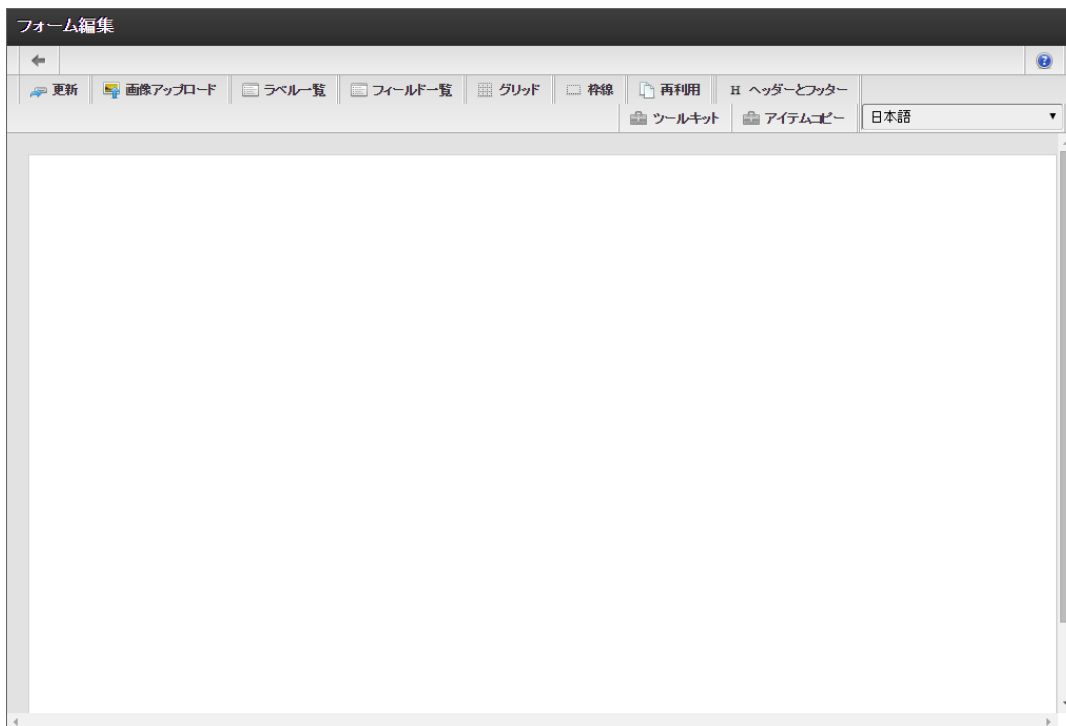 フォーム編集
更新 画像アップロード ラベル一覧 フィールド一覧 グリッド 枠線 再利用 H ヘッダーとフッター
ツールキット アイテムコピー 日本語